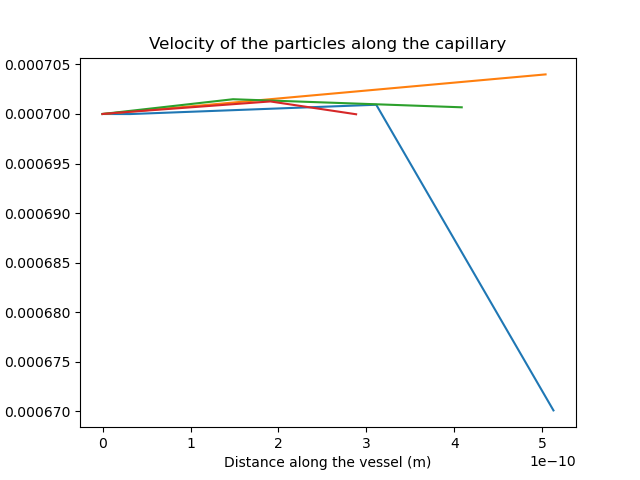 Velocity of the particles along the capillary
0.000705
0.000700
0.000695
0.000690
0.000685
0.000680
0.000675
0.000670
0 1 2 3 4 5
1e−10
Distance along the vessel (m)